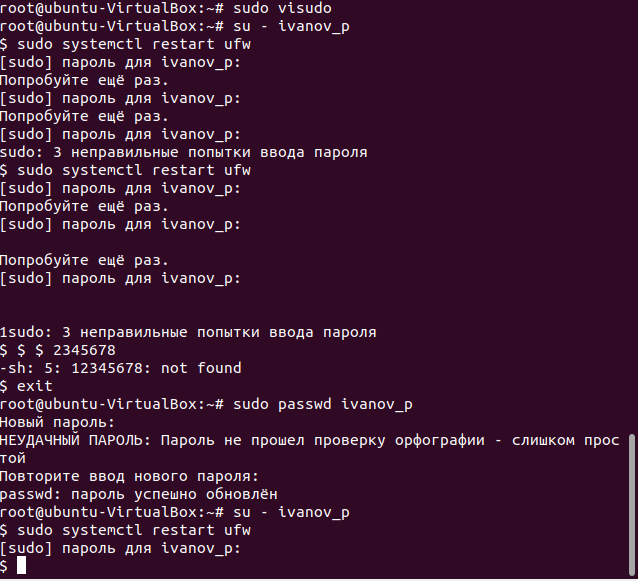 root@ubuntu-VirtualBox:~# sudo visudo
root@ubuntu-VirtualBox:~# su - ivanov_p
$ sudo systemctl restart ufw
[sudo] пароль для ivanov_p:
Попробуйте ещё раз.
[sudo] пароль для ivanov_p:
Попробуйте ещё раз.
[sudo] пароль для ivanov_p:
sudo: 3 неправильные попытки ввода пароля
$ sudo systemctl restart ufw
[sudo] пароль для ivanov_p:
Попробуйте ещё раз.
[sudo] пароль для ivanov_p:
Попробуйте ещё раз.
[sudo] пароль для ivanov_p:
1sudo: 3 неправильные попытки ввода пароля
$ $ $ 2345678
-sh: 5: 12345678: not found
$ exit
root@ubuntu-VirtualBox:~# sudo passwd ivanov_p
Новый пароль:
НЕУДАЧНЫЙ ПАРОЛЬ: Пароль не прошел проверку орфографии - слишком прос
той
Повторите ввод нового пароля:
passwd: пароль успешно обновлён
root@ubuntu-VirtualBox:~# su - ivanov_p
$ sudo systemctl restart ufw
[sudo] пароль для ivanov_p:
$